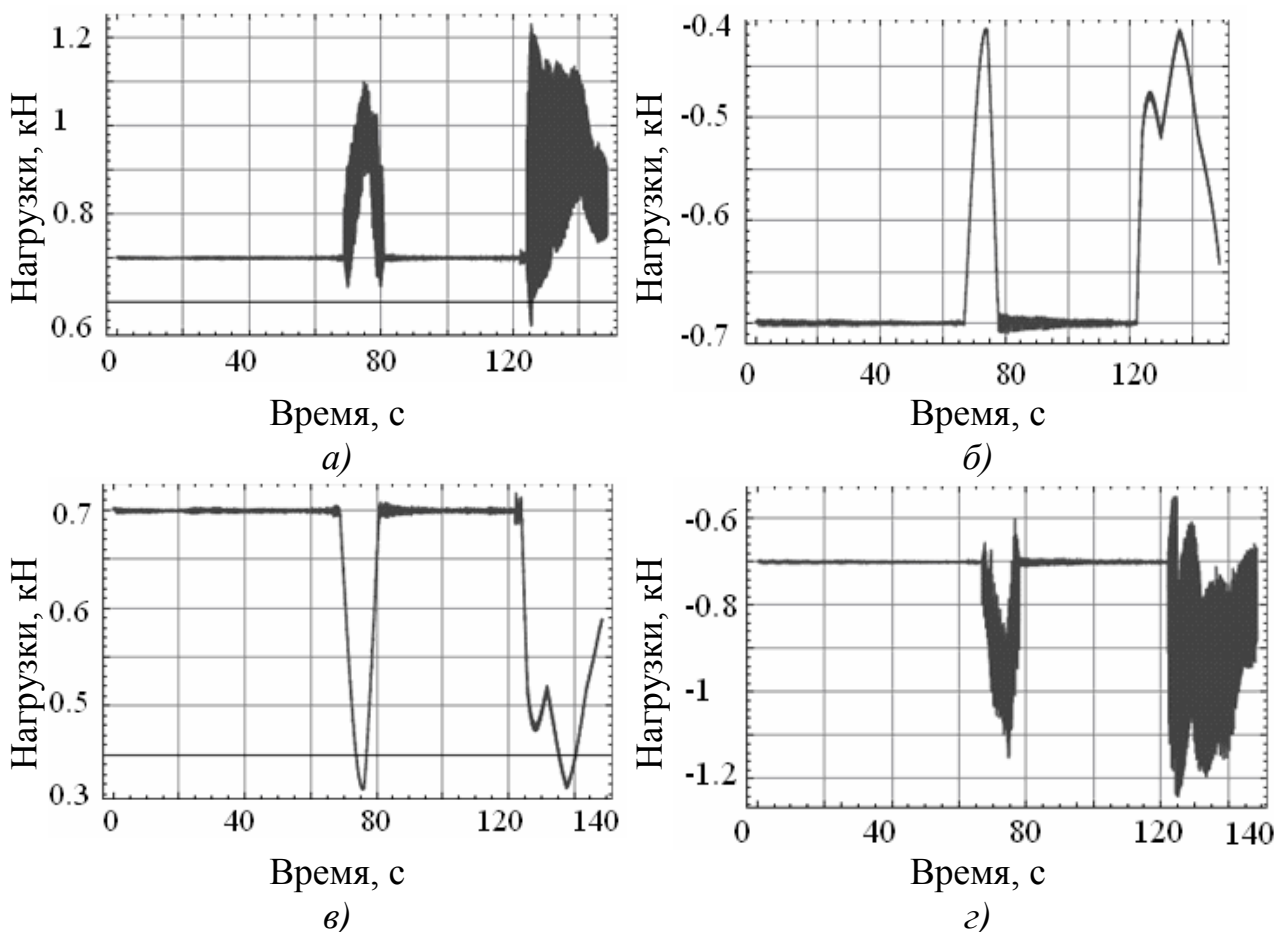 Нагрузки, кН
1.2
1
0.8
0.6
0 40 80 120
Время, с
а)
Нагрузки, кН
-0.4
-0.5
-0.6
-0.7
0 40 80 120
Время, с
б)
Нагрузки, кН
0.7
0.6
0.5
0.3
0 40 80 120 140
Время, с
в)
Нагрузки, кН
-0.6
-0.8
-1
-1.2
0 40 80 120 140
Время, с
г)